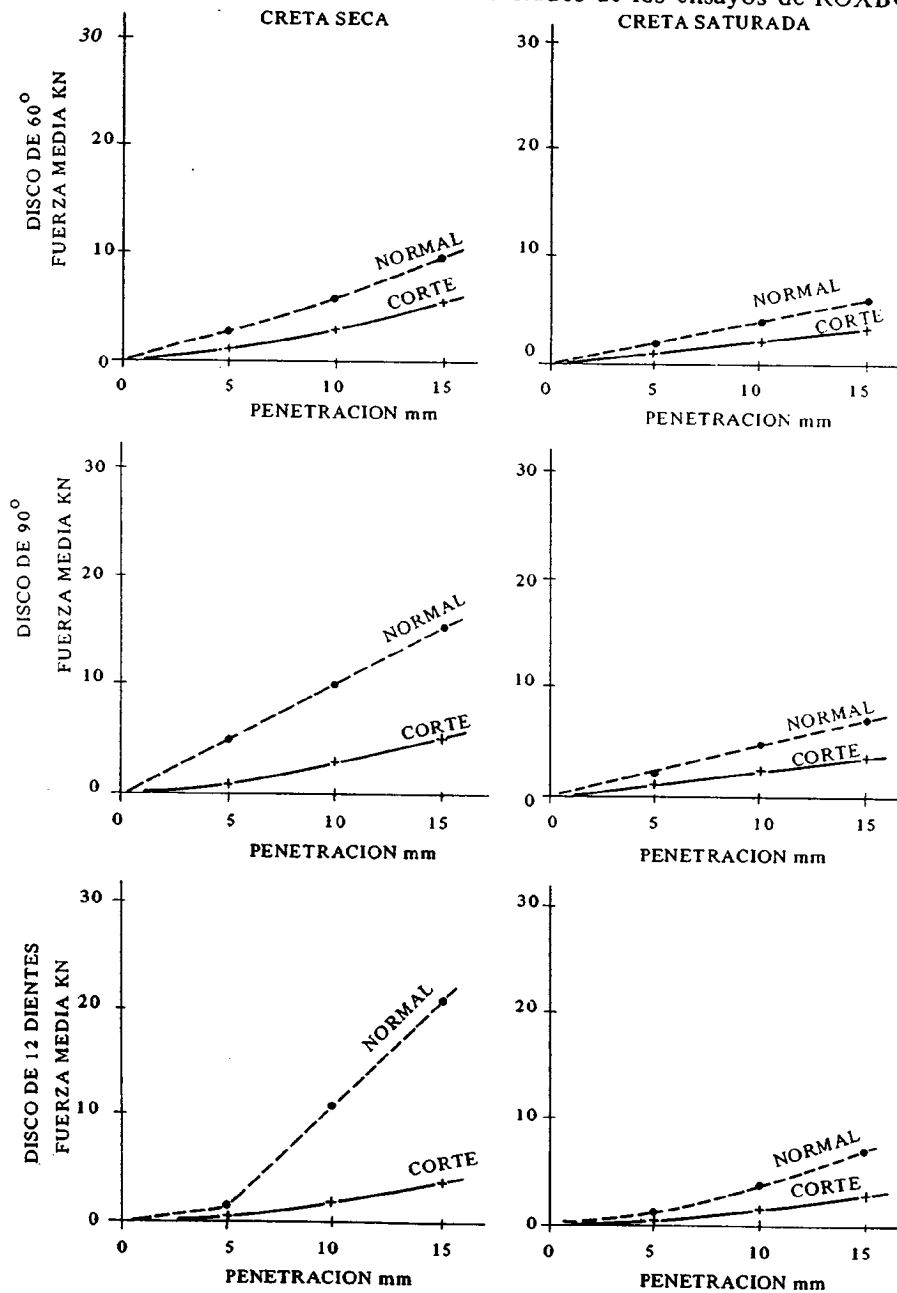 de los ensayos de
CRETA SECA
CRETA SATURADA
DISCO DE 60°
FUERZA MEDIA KN
30
20
10
0
NORMAL
CORTE
0 5 10 15
PENETRACION mm
30
20
10
0
NORMAL
CORTE
0 5 10 15
PENETRACION mm
DISCO DE 90°
FUERZA MEDIA KN
30
20
10
0
NORMAL
CORTE
0 5 10 15
PENETRACION mm
30
20
10
0
NORMAL
CORTE
0 5 10 15
PENETRACION mm
DISCO DE 12 DIENTES
FUERZA MEDIA KN
30
20
10
0
NORMAL
CORTE
0 5 10 15
PENETRACION mm
30
20
10
0
NORMAL
CORTE
0 5 10 15
PENETRACION mm